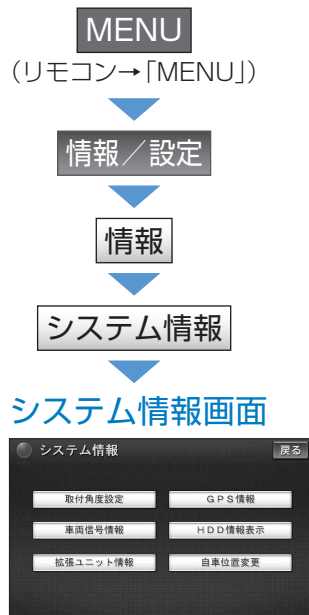 MENU
（リモコン→「MENU」）
情報／設定
情報
システム情報
システム情報画面
システム情報 戻る
取付角度設定 GPS情報
車両信号情報 HDD情報表示
拡張ユニット情報 自車位置変更